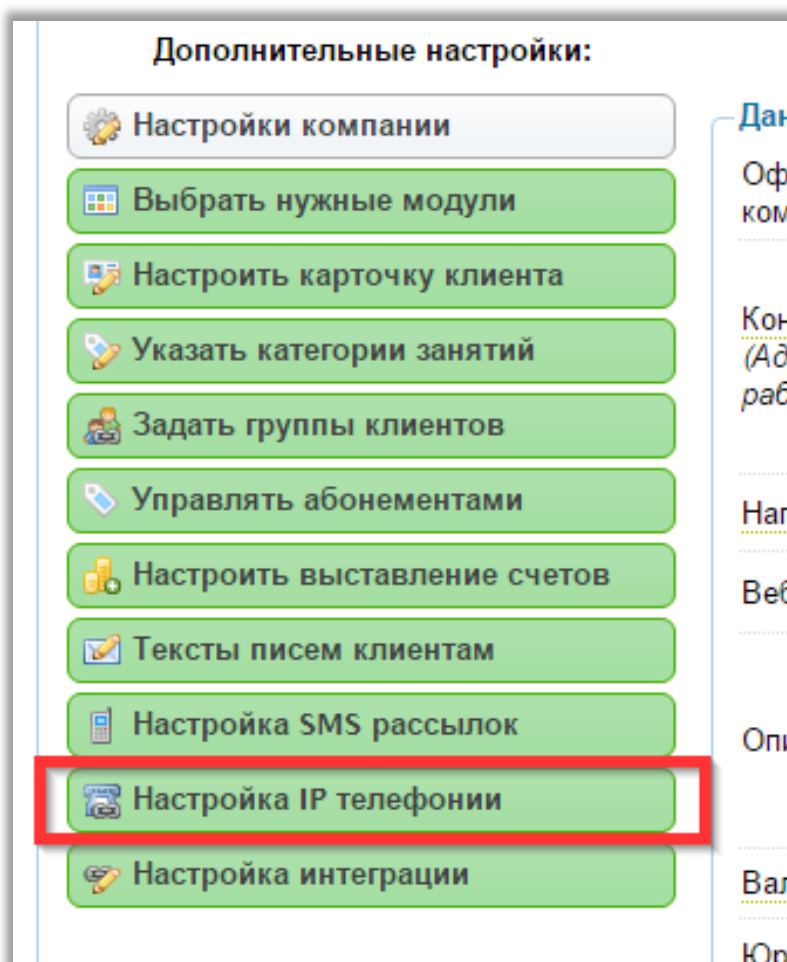 Дополнительные настройки:
Настройки компании
Выбрать нужные модули
Настроить карточку клиента
Указать категории занятий
Задать группы клиентов
Управлять абонементами
Настроить выставление счетов
Тексты писем клиентам
Настройка SMS рассылок
Настройка IP телефонии
Настройка интеграции